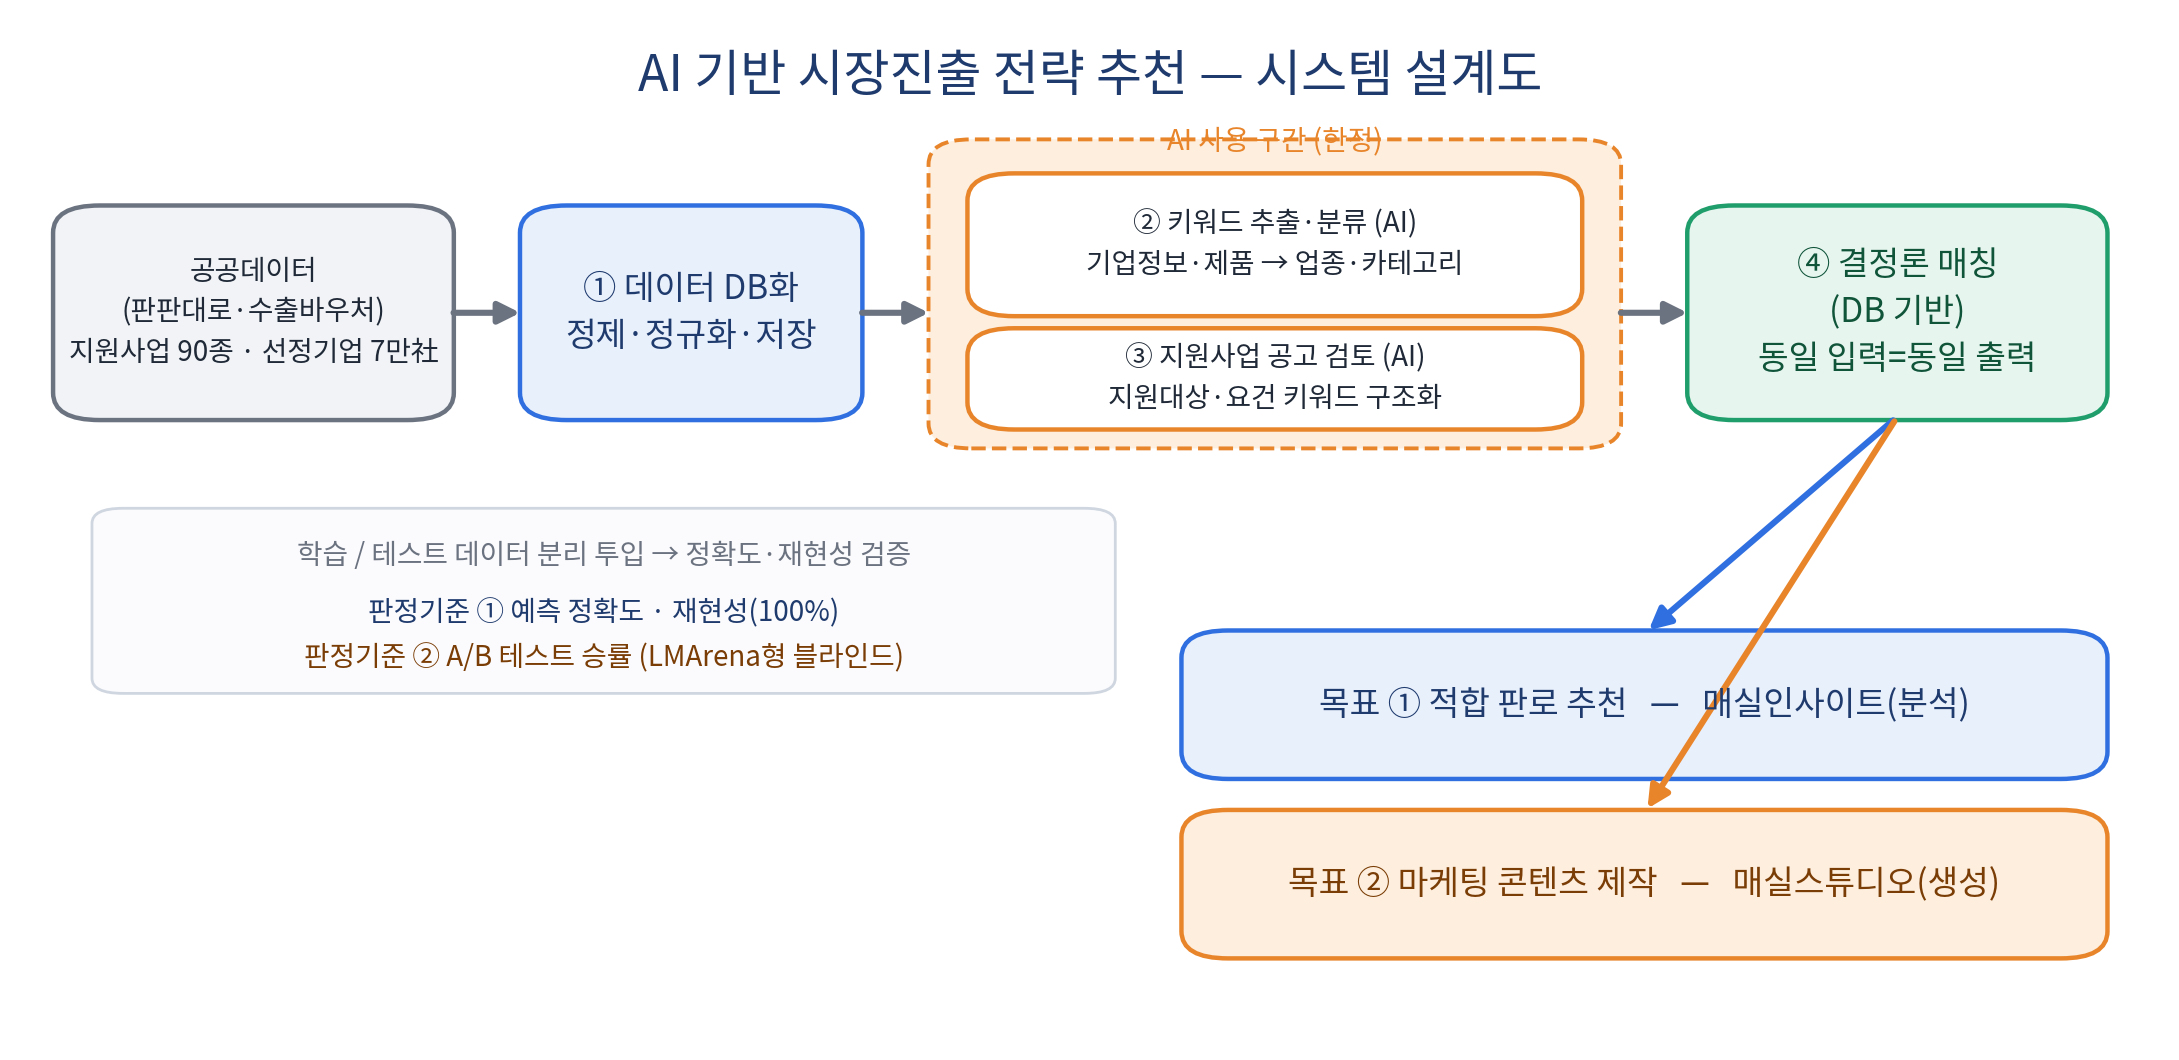 AI 기반 시장진출 전략 추천 — 시스템 설계도
AI 사용 구간 (한정)
공공데이터
(판판대로·수출바우처)
지원사업 90종 · 선정기업 7만社
① 데이터 DB화
정제·정규화·저장
② 키워드 추출·분류 (AI)
기업정보·제품 → 업종·카테고리
③ 지원사업 공고 검토 (AI)
지원대상·요건 키워드 구조화
④ 결정론 매칭
(DB 기반)
동일 입력=동일 출력
학습 / 테스트 데이터 분리 투입 → 정확도·재현성 검증
판정기준 ① 예측 정확도 · 재현성(100%)
판정기준 ② A/B 테스트 승률 (LMArena형 블라인드)
목표 ① 적합 판로 추천 — 매실인사이트(분석)
목표 ② 마케팅 콘텐츠 제작 — 매실스튜디오(생성)